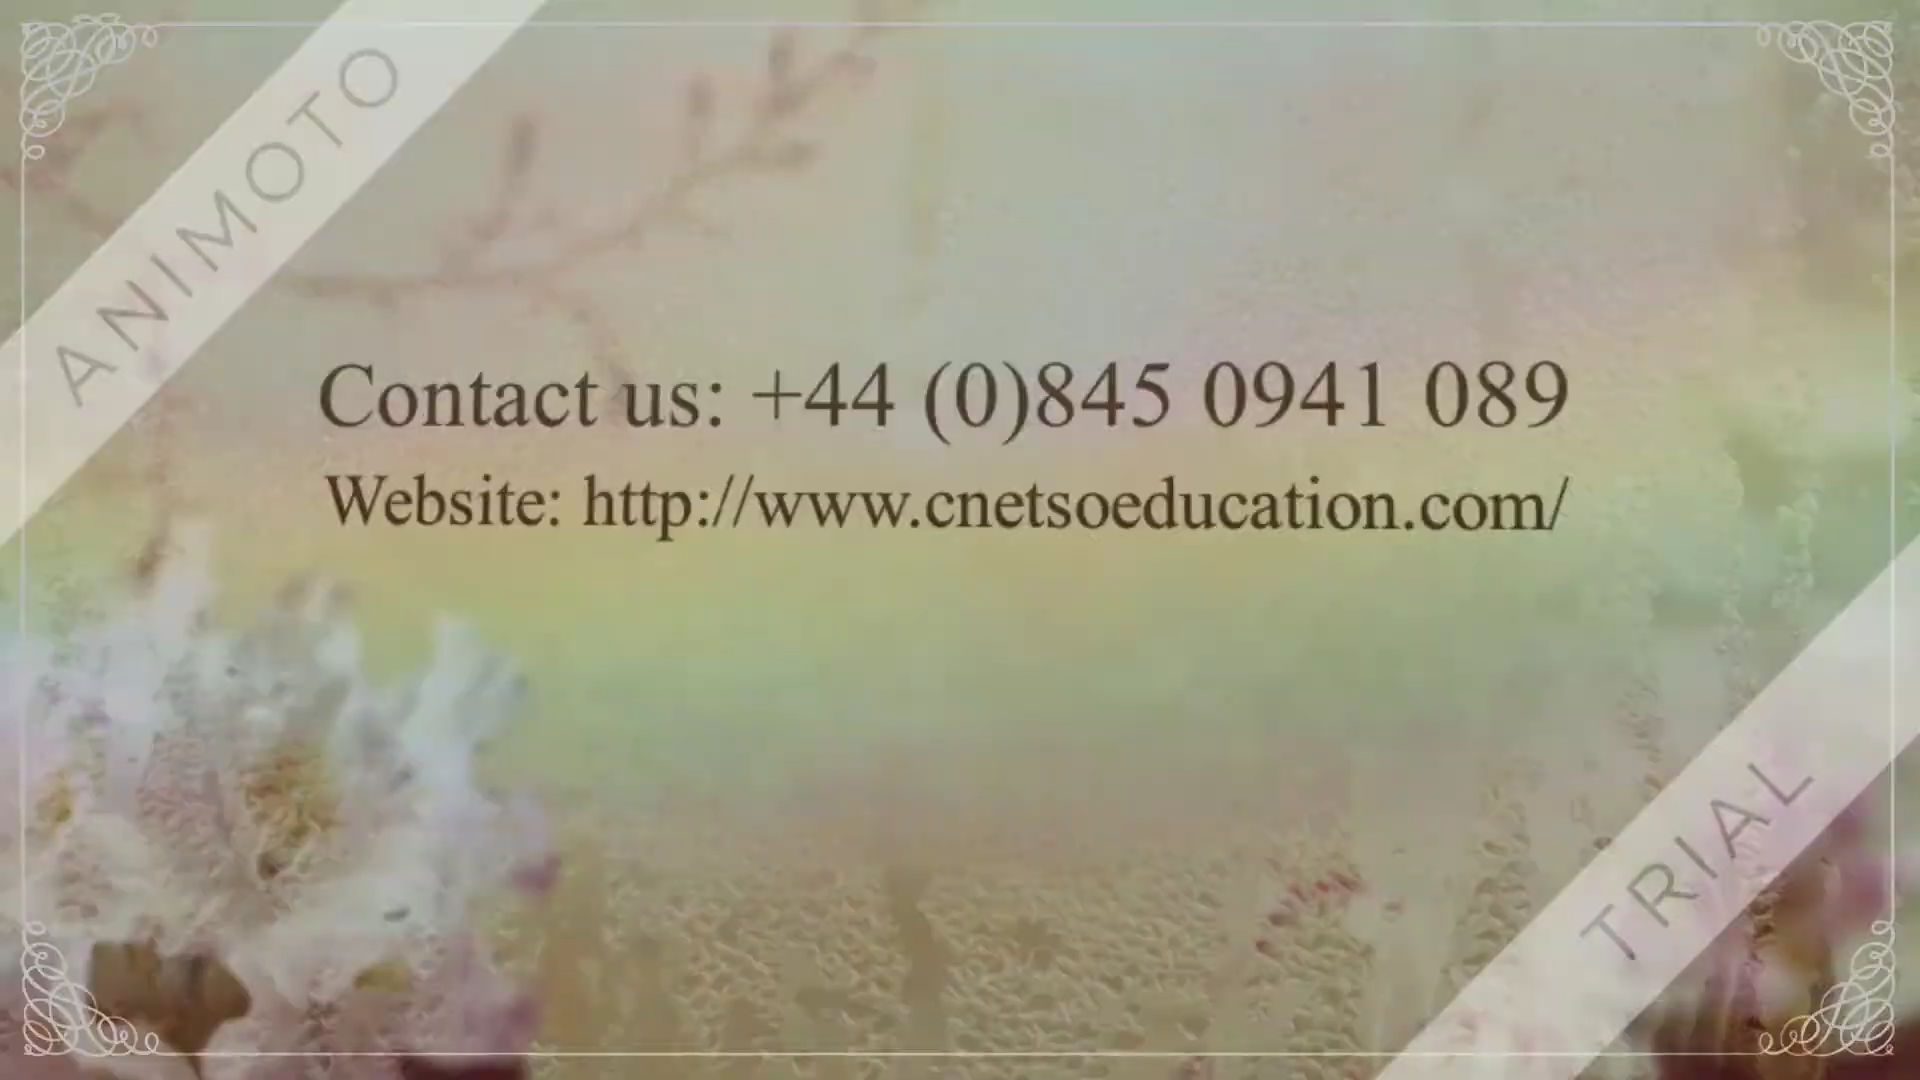 ANIMOTO
Contact us: +44 (0)845 0941 089
Website: http://www.cnetsoeducation.com/
TRIAL